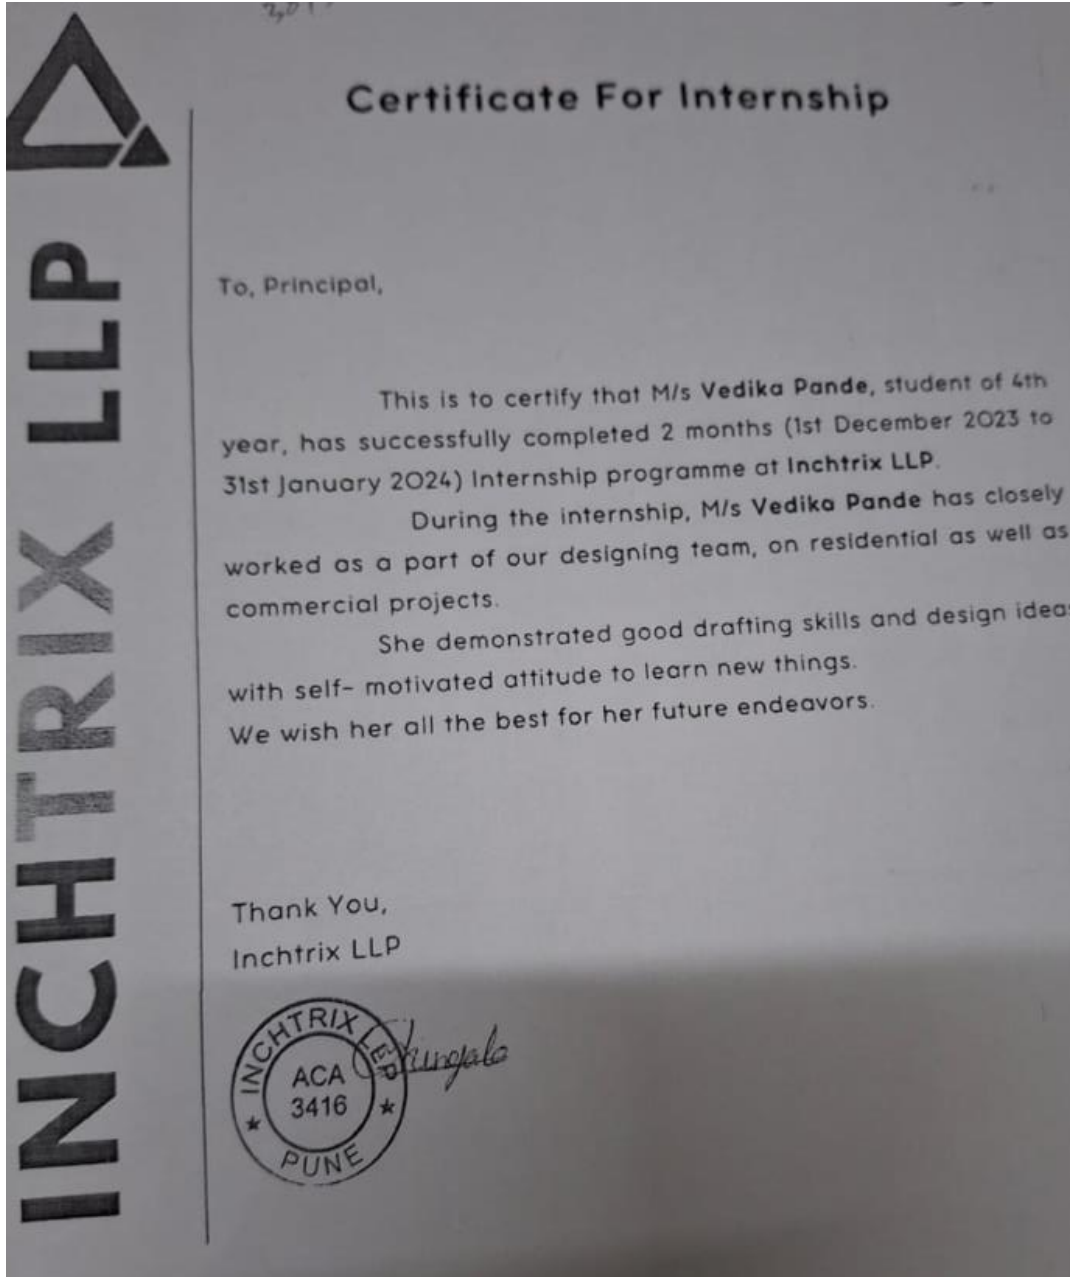 Certificate For Internship
To, Principal,
This is to certify that M/s Vedika Pande, student of 4th
year, has successfully completed 2 months (1st December 2023 to
31st January 2024) Internship programme at Inchtrix LLP.
During the internship, M/s Vedika Pande has closely
worked as a part of our designing team, on residential as well as
commercial projects.
She demonstrated good drafting skills and design ideas
with self- motivated attitude to learn new things.
We wish her all the best for her future endeavors.
Thank You,
Inchtrix LLP
INCHTRIX LLP
ACA
3416
PUNE
INCHTRIX LLP